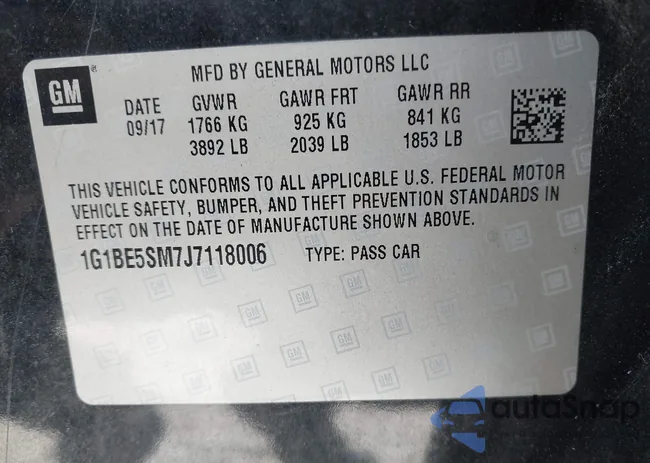 GM
MFD BY GENERAL MOTORS LLC
DATE GVWR GAWR FRT GAWR RR
09/17 1766 KG 925 KG 841 KG
3892 LB 2039 LB 1853 LB
THIS VEHICLE CONFORMS TO ALL APPLICABLE U.S. FEDERAL MOTOR
VEHICLE SAFETY, BUMPER, AND THEFT PREVENTION STANDARDS IN
EFFECT ON THE DATE OF MANUFACTURE SHOWN ABOVE.
1G1BE5SM7J7118006 TYPE: PASS CAR
autoSnap